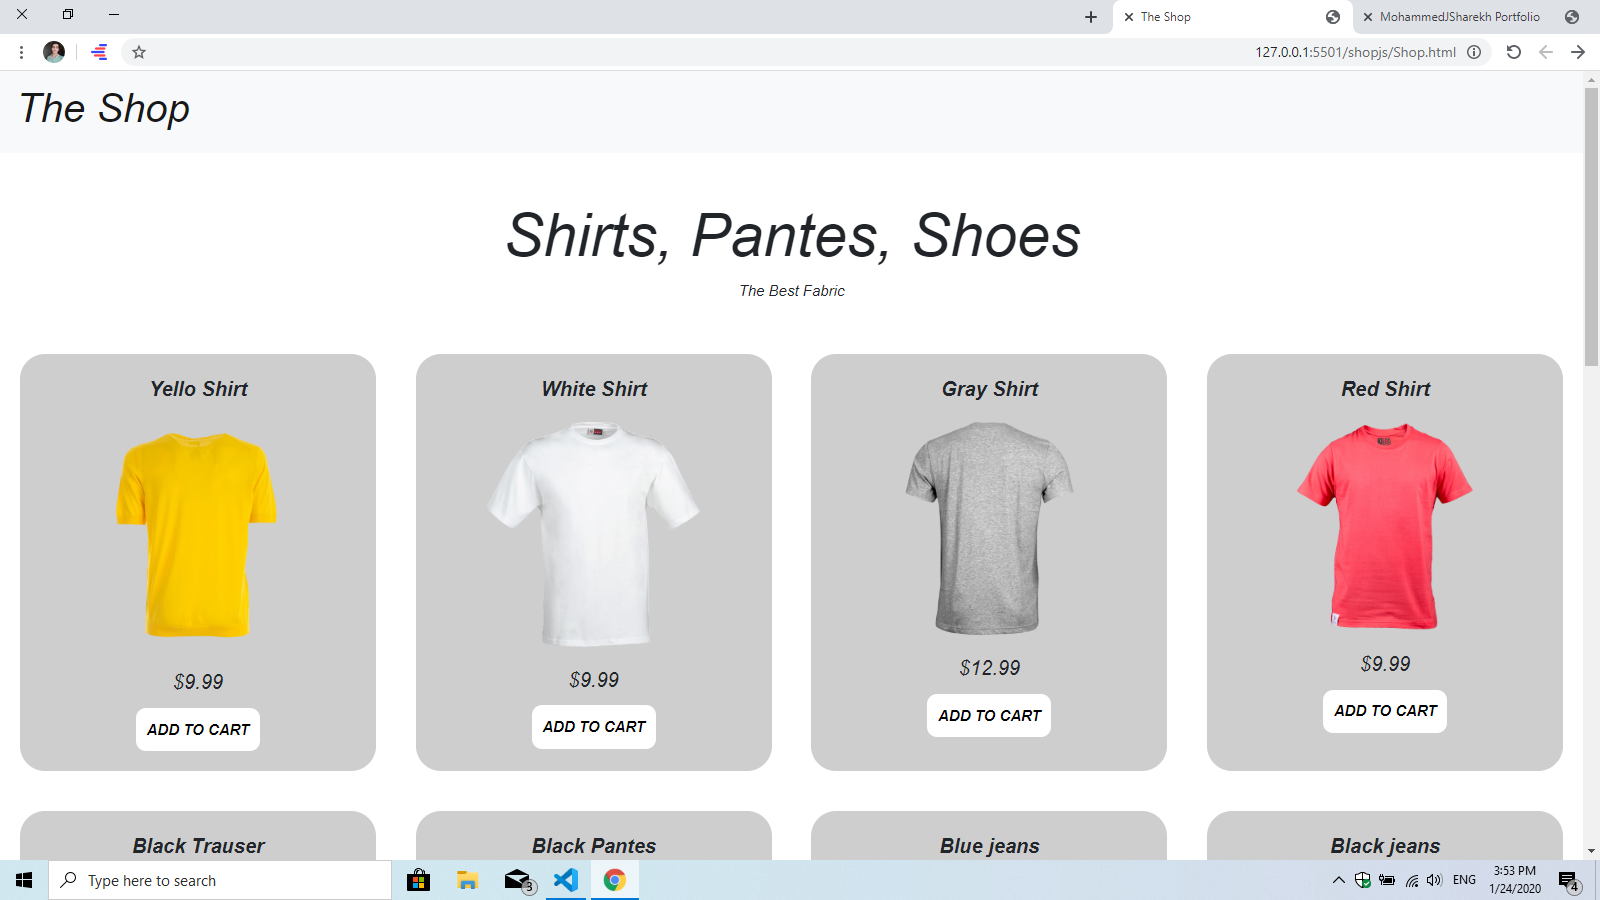 The Shop
MohammedJSharekh Portfolio
127.0.0.1:5501/shopjs/Shop.html
The Shop
Shirts, Pantes, Shoes
The Best Fabric
Yello Shirt
White Shirt
Gray Shirt
Red Shirt
$9.99
$9.99
$12.99
$9.99
ADD TO CART
ADD TO CART
ADD TO CART
ADD TO CART
Black Trauser
Black Pantes
Blue jeans
Black jeans
Type here to search
3
ENG
3:53 PM
1/24/2020
4